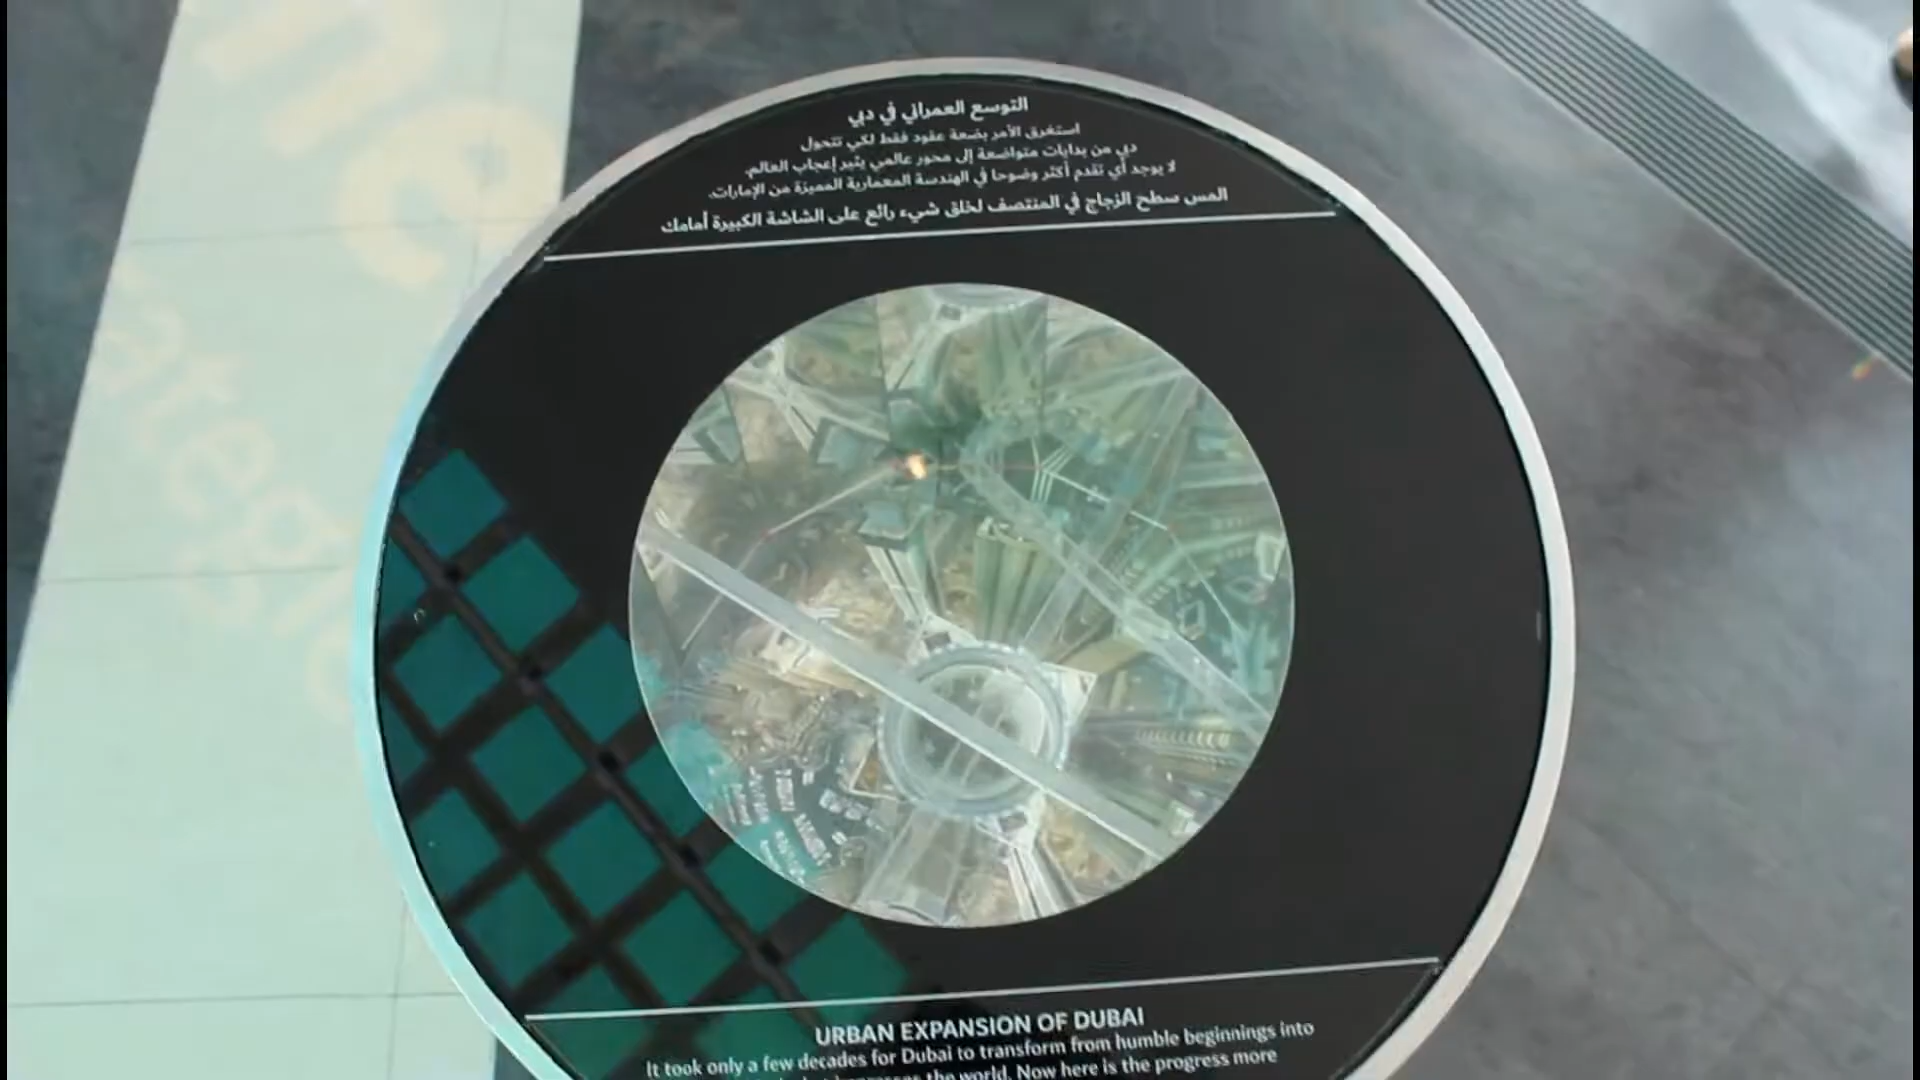 التوسع العمراني في دبي
استغرق الأمر بضعة عقود فقط لكي تتحول
دبي من بدايات متواضعة إلى محور عالمي يثير إعجاب العالم.
لا يوجد أي تقدم أكثر وضوحا في الهندسة المعمارية المميزة من الإمارات.
المس سطح الزجاج في المنتصف لخلق شيء رائع على الشاشة الكبيرة أمامك
URBAN EXPANSION OF DUBAI
It took only a few decades for Dubai to transform from humble beginnings into
the world. Now here is the progress more